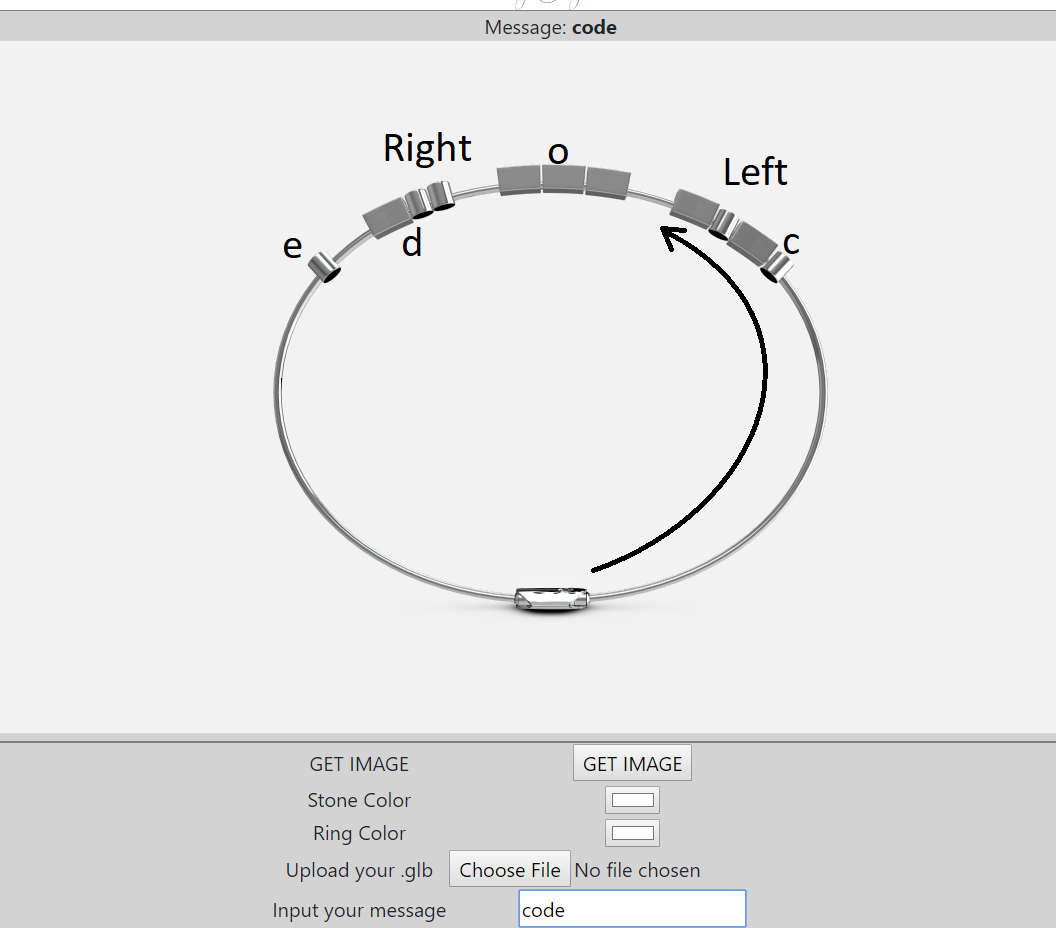 Message: code
Right
o
Left
e
d
c
GET IMAGE GET IMAGE
Stone Color
Ring Color
Upload your .glb Choose File No file chosen
Input your message code